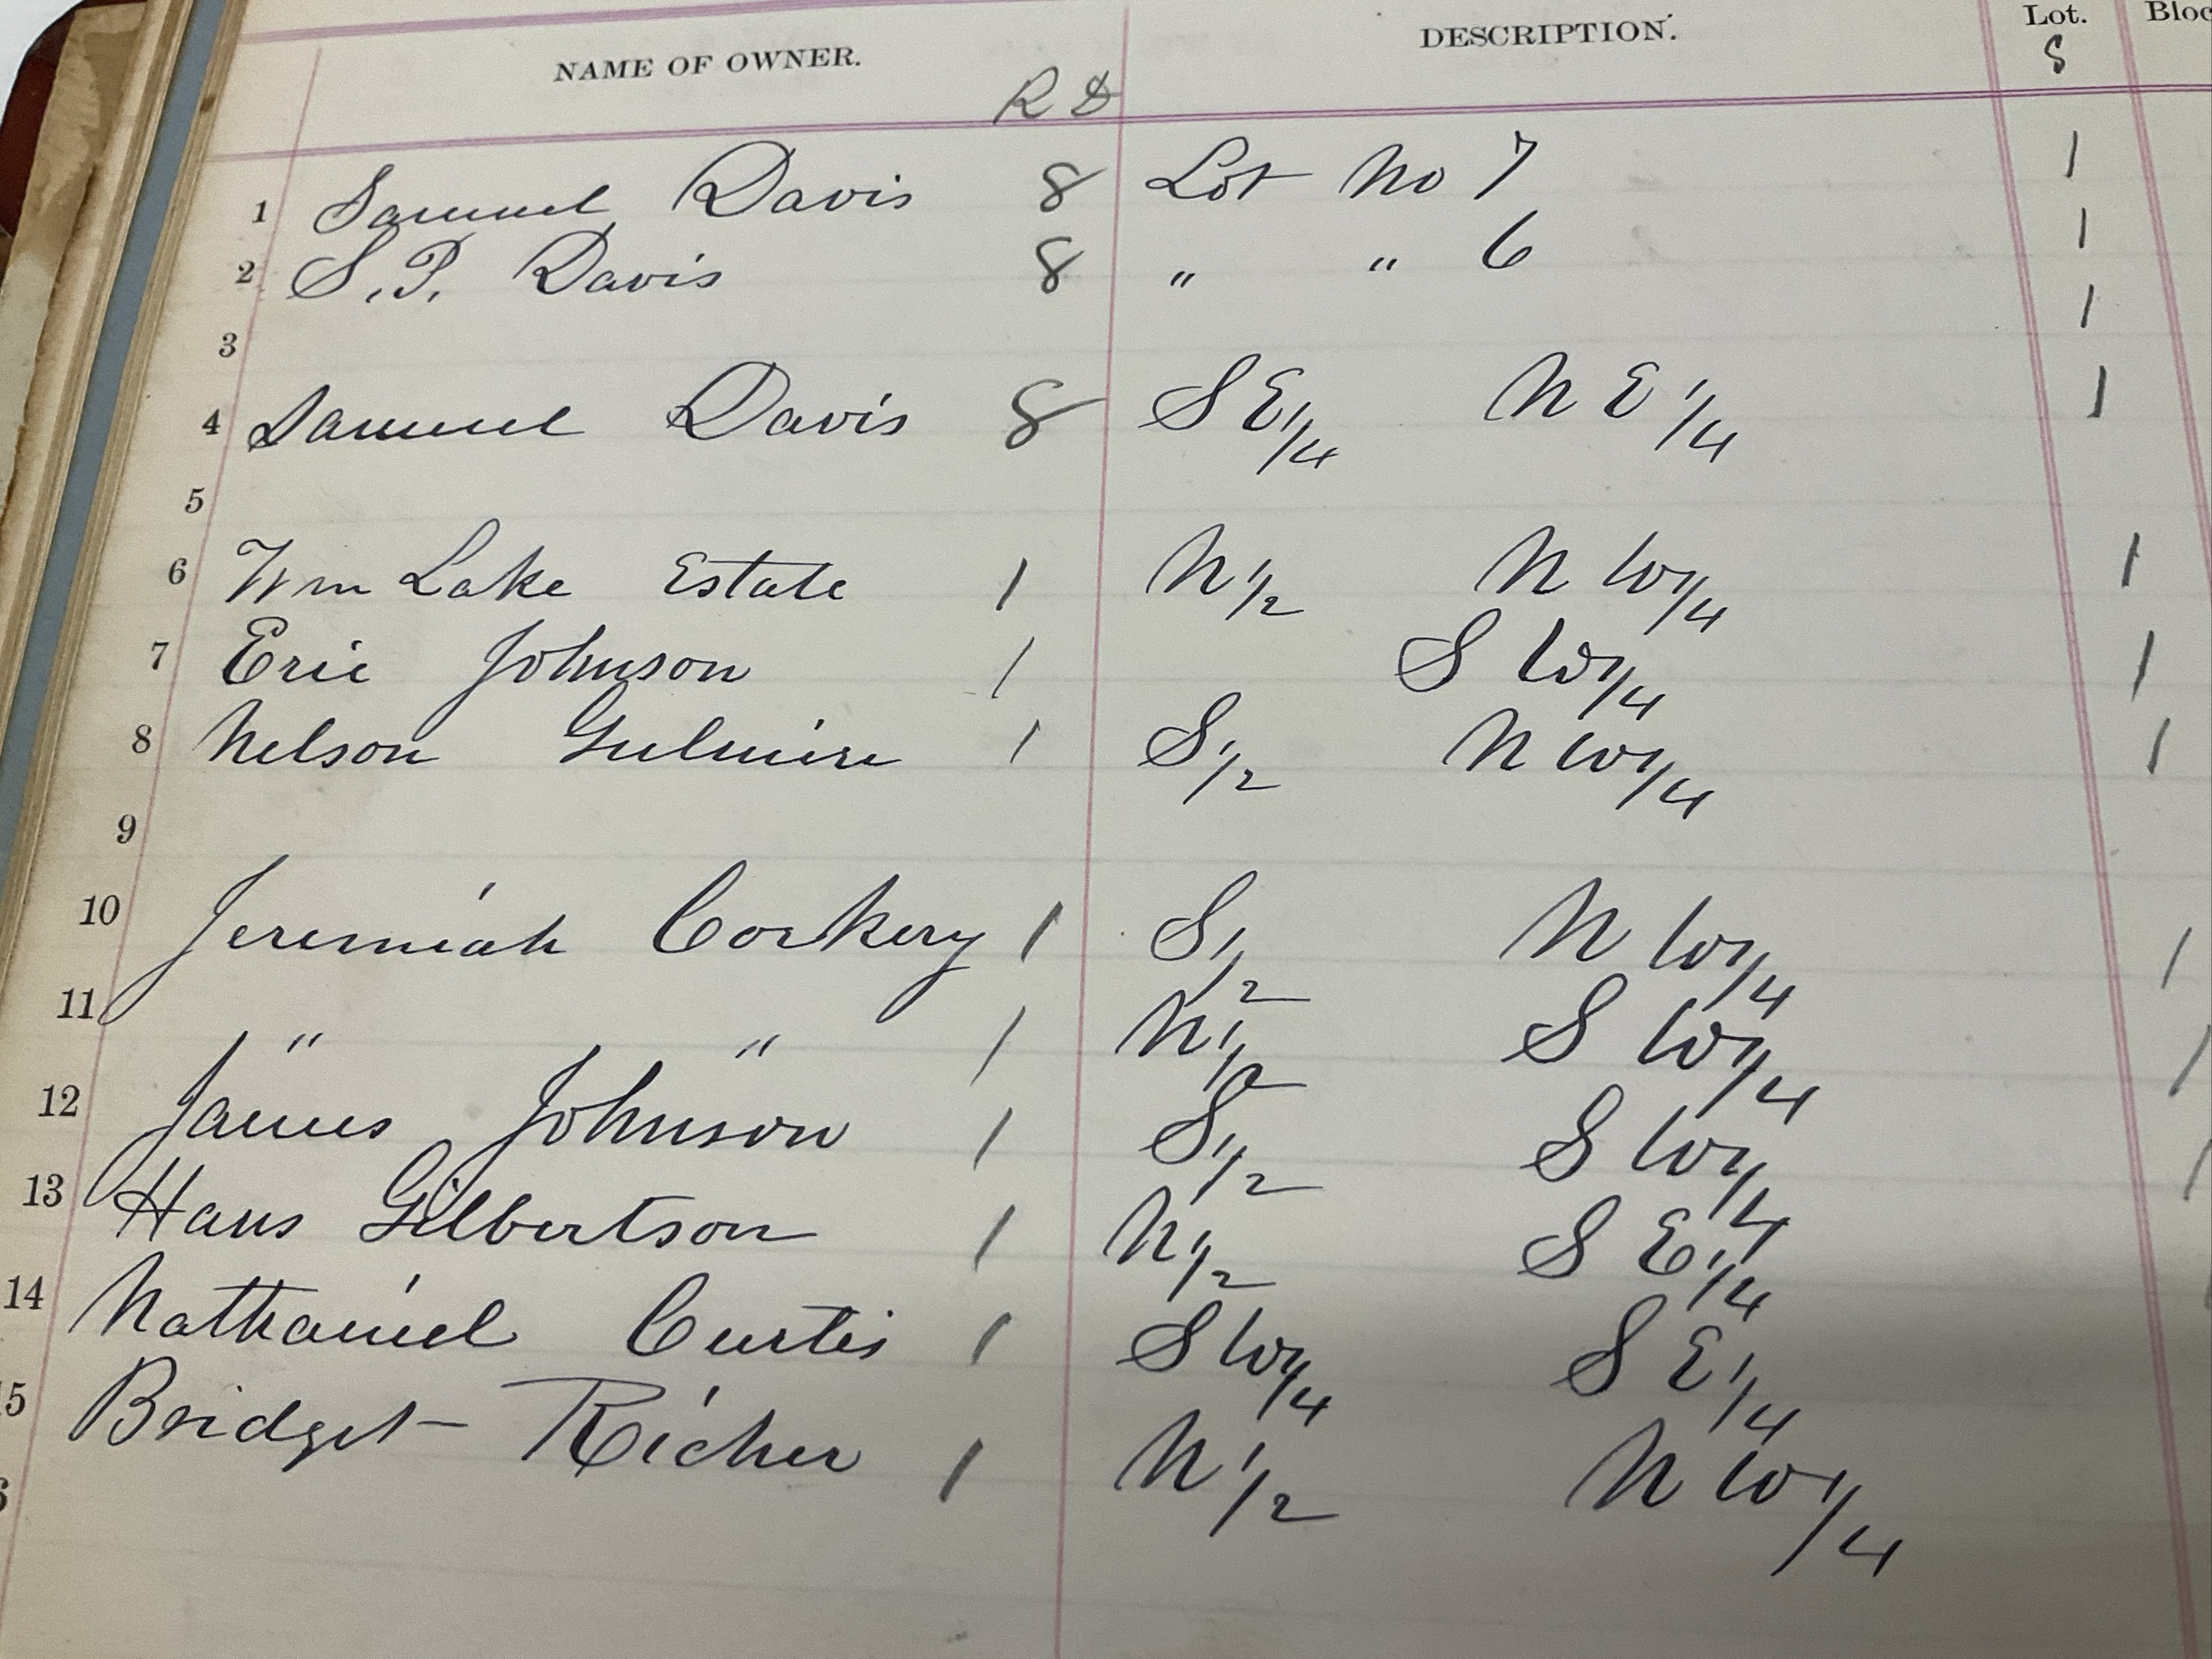 NAME OF OWNER. R D DESCRIPTION. Lot. S
1 Samuel Davis 8 Lot No 7 1
2 S. P. Davis 8 " " 6 1
3 1
4 Samuel Davis 8 S E 1/4 N E 1/4 1
5
6 Wm Lake Estate 1 N 1/2 N W 1/4 1
7 Eric Johnson 1 S W 1/4 1
8 Nelson 1 S 1/2 N W 1/4 1
9
10 Jeremiah Corkery 1 S 1/2 N W 1/4 1
11 " " 1 N 1/2 S W 1/4 1
12 James Johnson 1 S 1/2 S W 1/4 1
13 Hans Gilbertson 1 N 1/2 S E 1/4
14 Nathaniel Curtis 1 S W 1/4 S E 1/4
15 Bridget Richer 1 N 1/2 N W 1/4